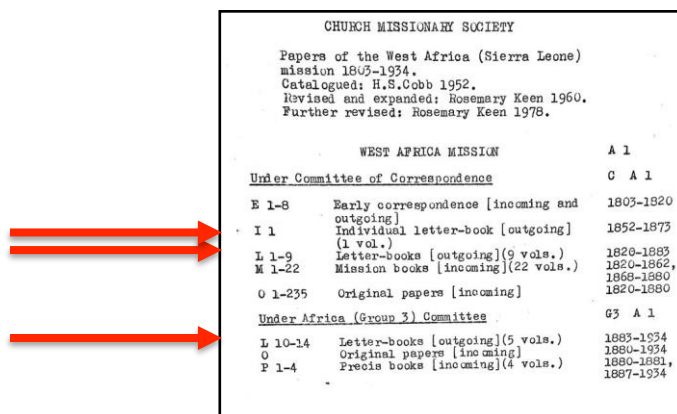 CHURCH MISSIONARY SOCIETY
Papers of the West Africa (Sierra Leone)
mission 1803-1934.
Catalogued: H.S.Cobb 1952.
Revised and expanded: Rosemary Keen 1960.
Further revised: Rosemary Keen 1978.
WEST AFRICA MISSION A 1
Under Committee of Correspondence C A 1
E 1-8 Early correspondence [incoming and 1803-1820
outgoing]
I 1 Individual letter-book [outgoing] 1852-1873
(1 vol.)
L 1-9 Letter-books [outgoing](9 vols.) 1820-1883
M 1-22 Mission books [incoming](22 vols.) 1820-1862,
1868-1880
O 1-235 Original papers [incoming] 1820-1880
Under Africa (Group 3) Committee G3 A 1
L 10-14 Letter-books [outgoing](5 vols.) 1883-1934
O Original papers [incoming] 1880-1934
P 1-4 Precis books [incoming](4 vols.) 1880-1881,
1887-1934